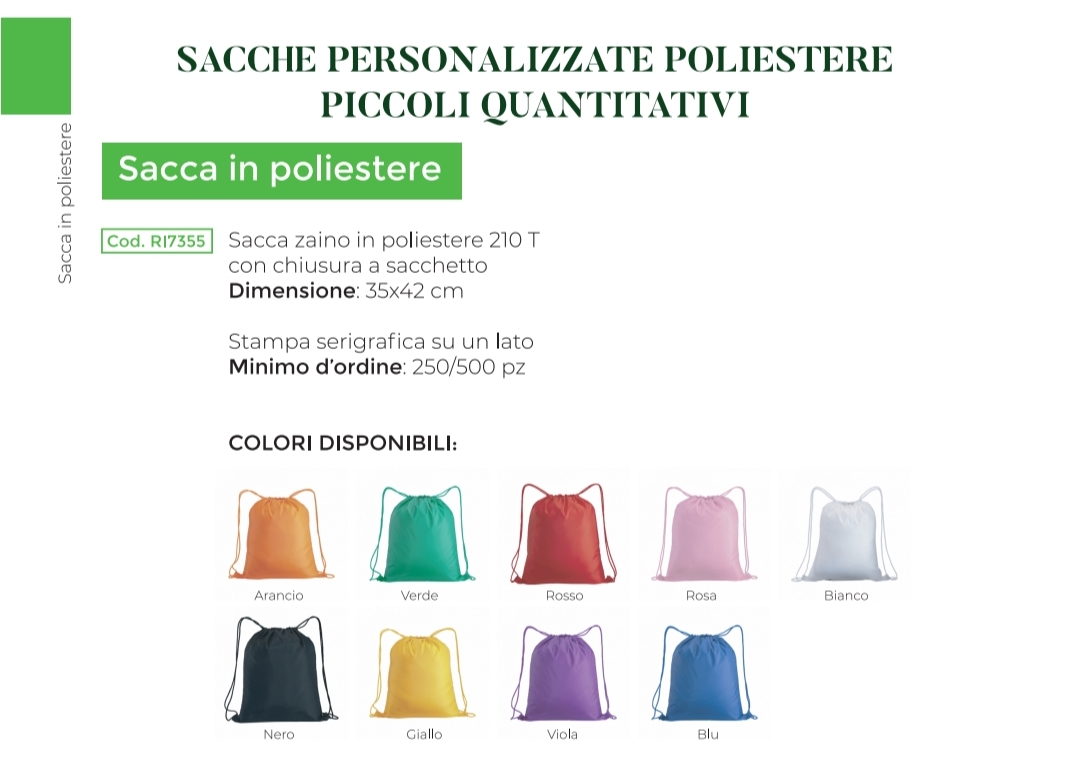 SACCHE PERSONALIZZATE POLIESTERE
PICCOLI QUANTITATIVI
Sacca in poliestere
Sacca in poliestere
Cod. RI7355
Sacca zaino in poliestere 210 T
con chiusura a sacchetto
Dimensione: 35x42 cm
Stampa serigrafica su un lato
Minimo d'ordine: 250/500 pz
COLORI DISPONIBILI:
Arancio
Verde
Rosso
Rosa
Bianco
Nero
Giallo
Viola
Blu